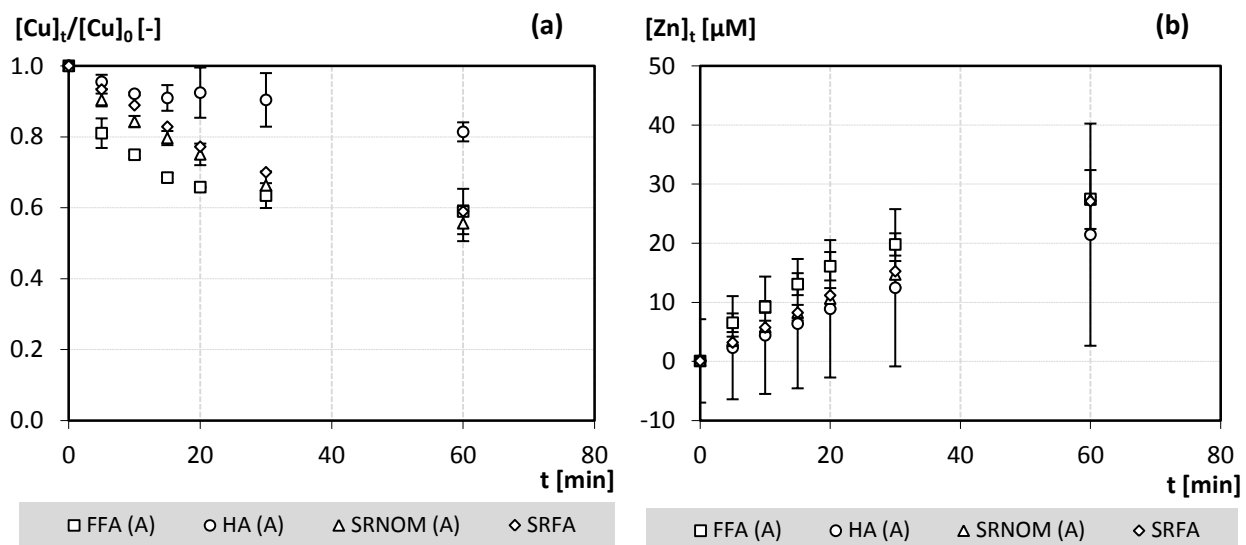 [Cu]t/[Cu]0 [-] (a)
1.0
0.8
0.6
0.4
0.2
0.0
0 20 40 60 80
t [min]
□ FFA (A) ○ HA (A) △ SRNOM (A) ◇ SRFA
[Zn]t [µM] (b)
50
40
30
20
10
0
-10
0 20 40 60 80
t [min]
□ FFA (A) ○ HA (A) △ SRNOM (A) ◇ SRFA